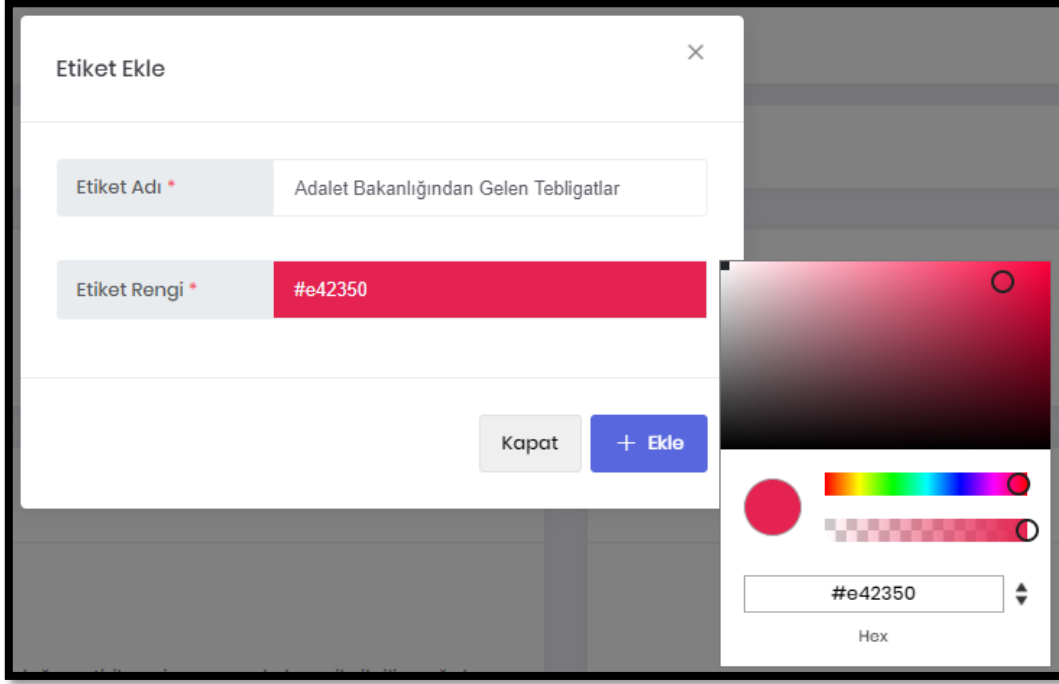 Etiket Ekle
Etiket Adı *
Adalet Bakanlığından Gelen Tebligatlar
Etiket Rengi *
#e42350
Kapat
+ Ekle
#e42350
Hex